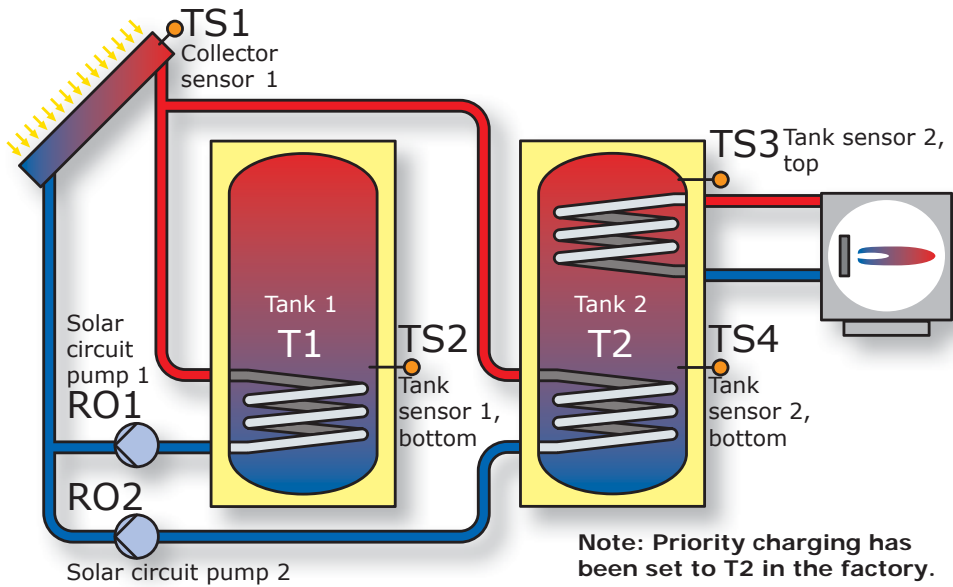 TS1
Collector
sensor 1
TS3
Tank sensor 2,
top
Tank 1
T1
Tank 2
T2
Solar
circuit
pump 1
RO1
TS2
Tank
sensor 1,
bottom
TS4
Tank
sensor 2,
bottom
RO2
Solar circuit pump 2
Note: Priority charging has
been set to T2 in the factory.